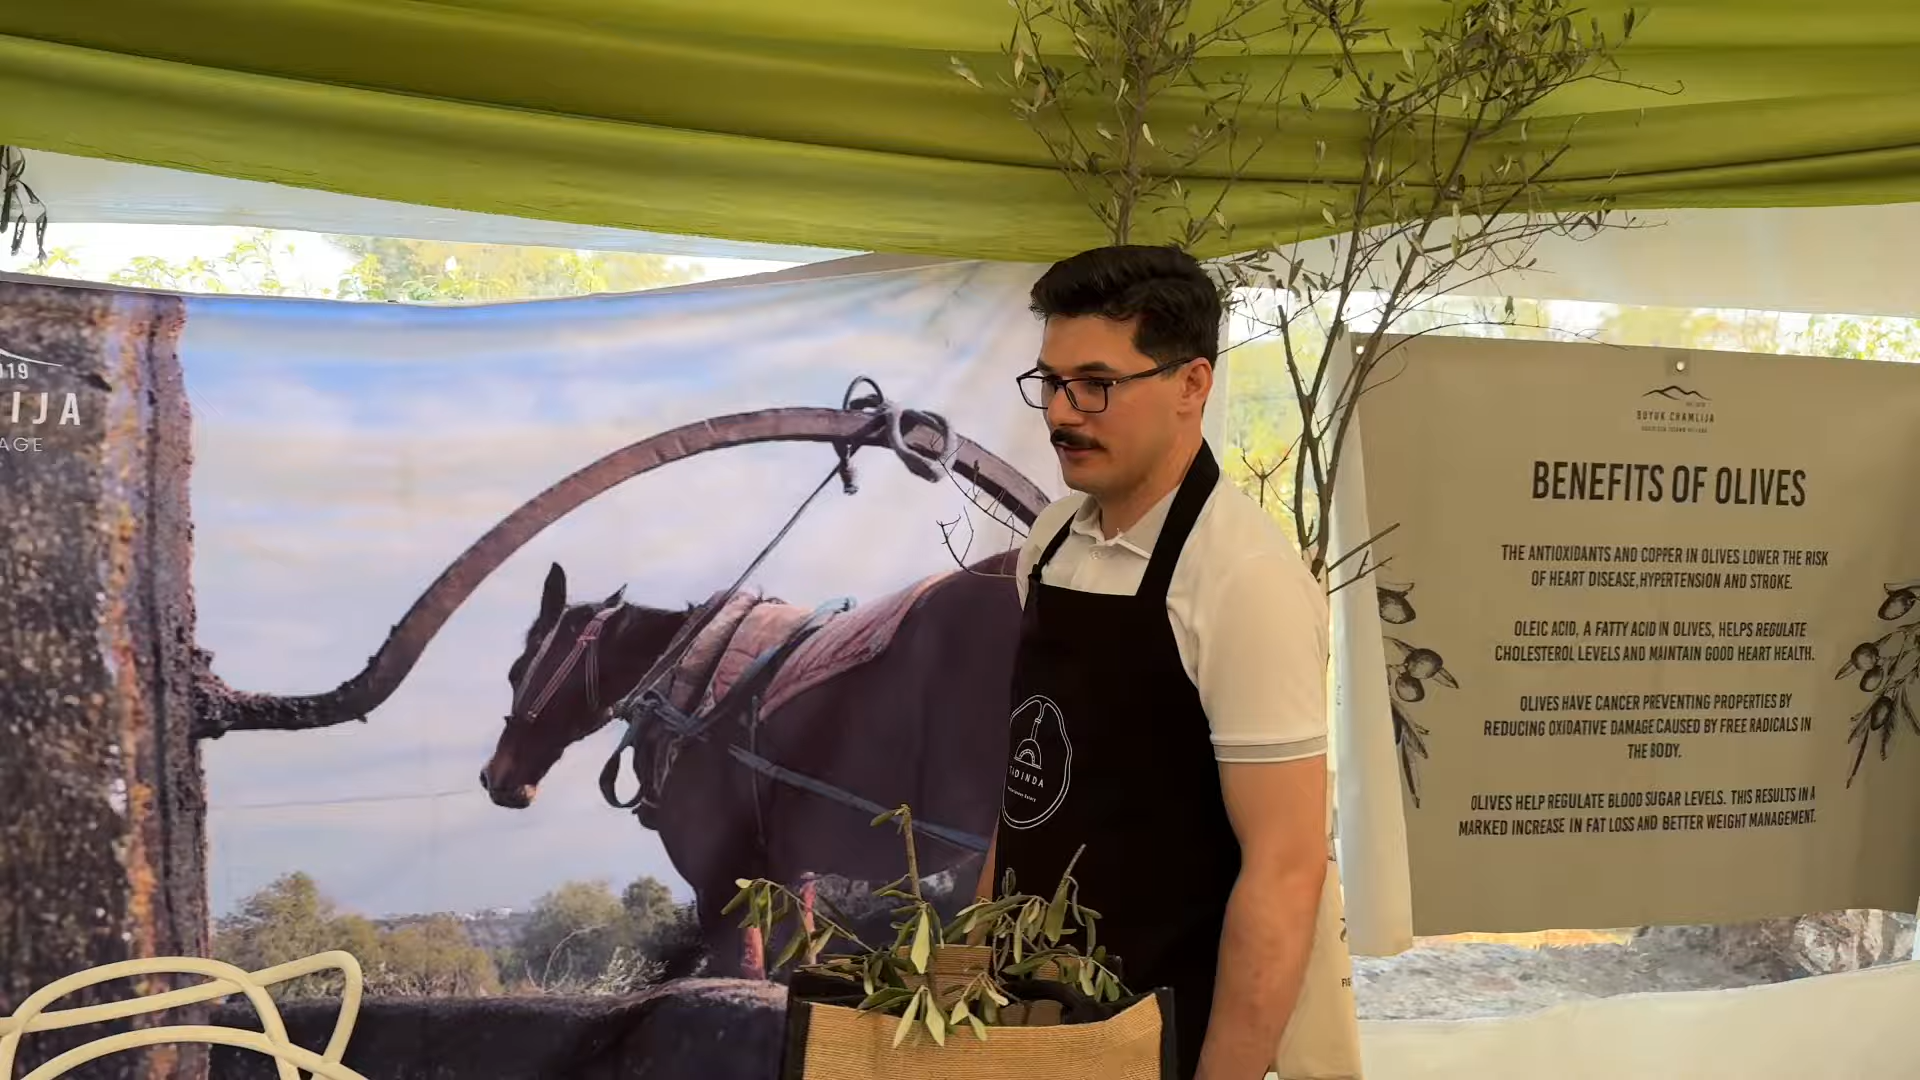 019
IJA
AGE
TADINDA
BÜYÜK CHAMLIJA
BENEFITS OF OLIVES
THE ANTIOXIDANTS AND COPPER IN OLIVES LOWER THE RISK
OF HEART DISEASE,HYPERTENSION AND STROKE.
OLEIC ACID, A FATTY ACID IN OLIVES, HELPS REGULATE
CHOLESTEROL LEVELS AND MAINTAIN GOOD HEART HEALTH.
OLIVES HAVE CANCER PREVENTING PROPERTIES BY
REDUCING OXIDATIVE DAMAGE CAUSED BY FREE RADICALS IN
THE BODY.
OLIVES HELP REGULATE BLOOD SUGAR LEVELS. THIS RESULTS IN A
MARKED INCREASE IN FAT LOSS AND BETTER WEIGHT MANAGEMENT.